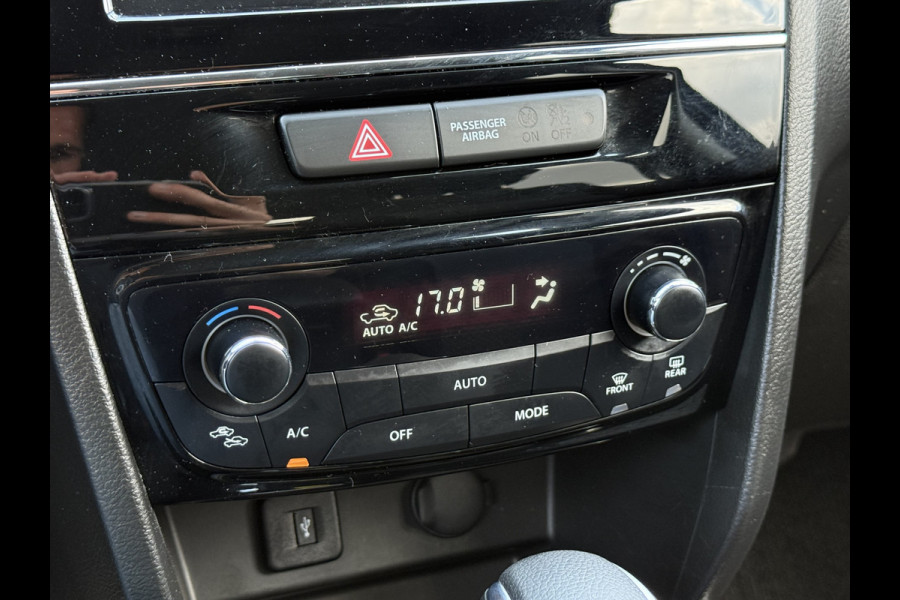 PASSENGER
AIRBAG
ON OFF
17.0
AUTO A/C
AUTO
FRONT
REAR
A/C
OFF
MODE